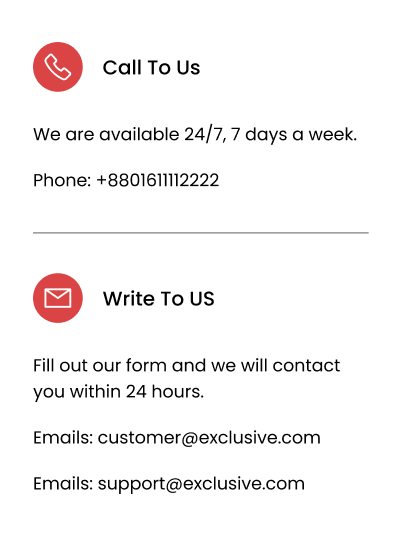 Call To Us
We are available 24/7, 7 days a week.
Phone: +8801611112222
Write To US
Fill out our form and we will contact
you within 24 hours.
Emails: customer@exclusive.com
Emails: support@exclusive.com